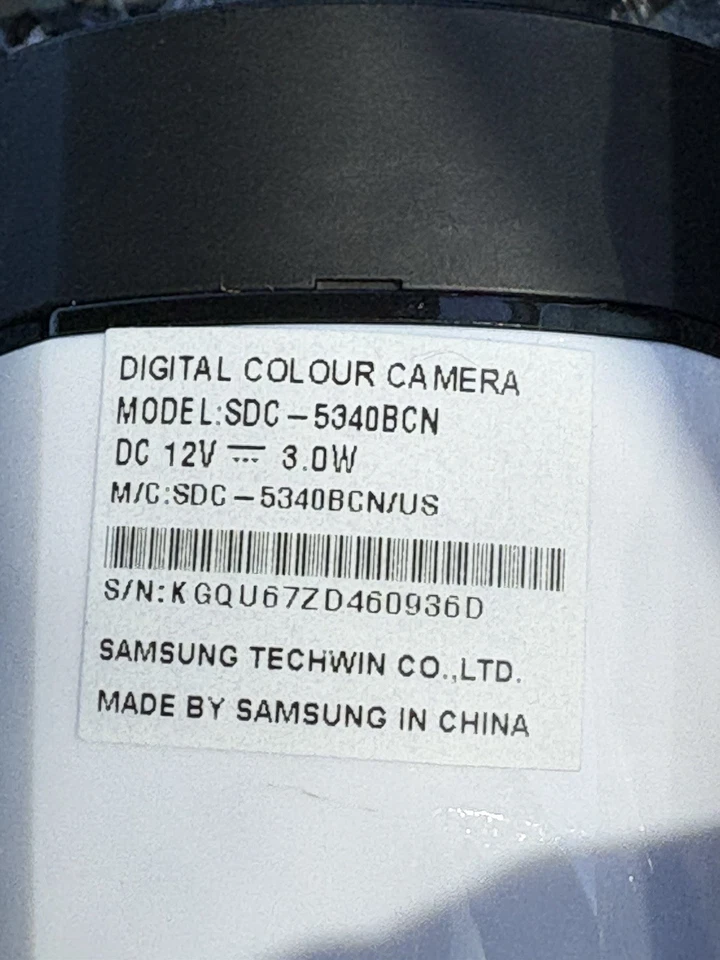 DIGITAL COLOUR CAMERA
MODEL:SDC-5340BCN
DC 12V ⎓ 3.0W
M/C:SDC-5340BCN/US
S/N:KGQU67ZD460936D
SAMSUNG TECHWIN CO.,LTD.
MADE BY SAMSUNG IN CHINA